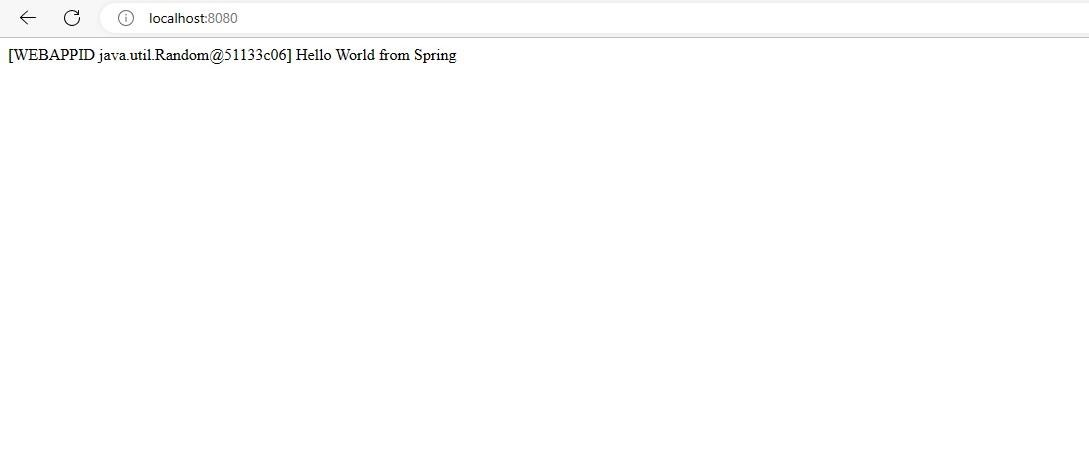 localhost:8080
[WEBAPPID java.util.Random@51133c06] Hello World from Spring